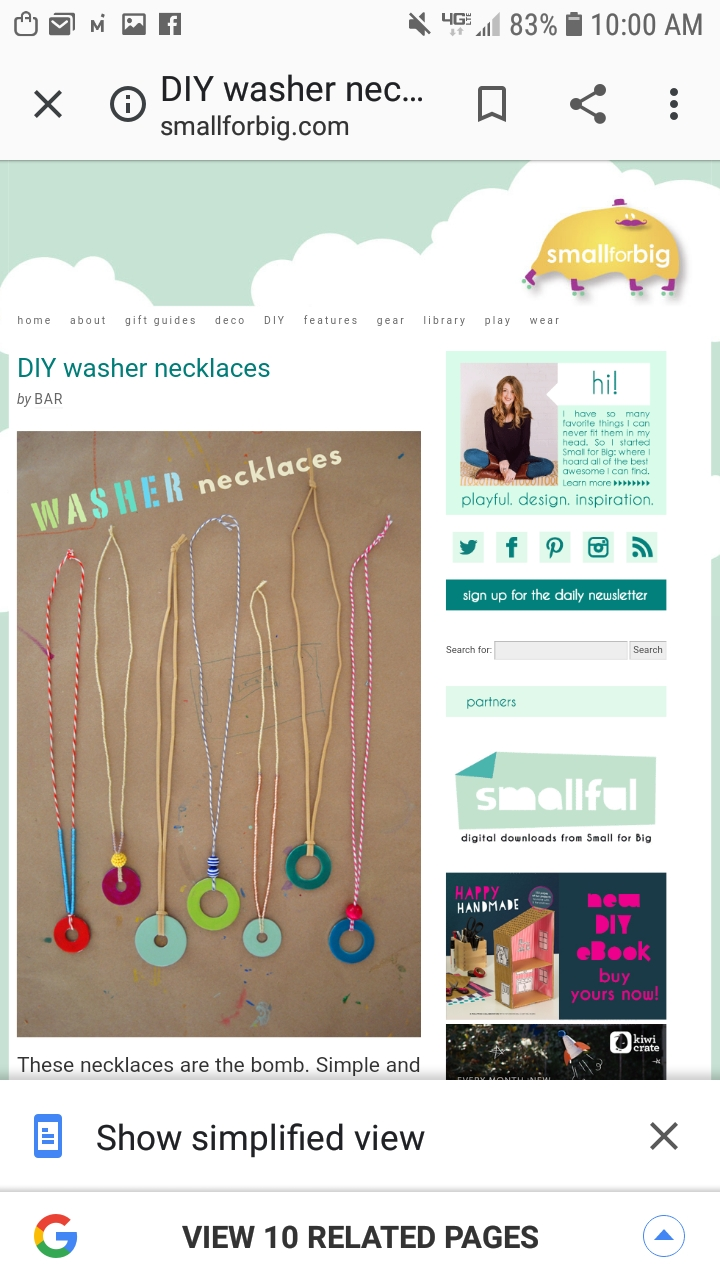 4G LTE 83% 10:00 AM
DIY washer nec...
smallforbig.com
smallforbig
home about gift guides deco DIY features gear library play wear
DIY washer necklaces
by BAR
WASHER necklaces
hi!
I have so many
favorite things I can
never fit them in my
head. So I started
Small for Big: where I
hoard all of the best
awesome I can find.
Learn more
playful. design. inspiration.
sign up for the daily newsletter
Search for: Search
partners
smallful
digital downloads from Small for Big
HAPPY
HANDMADE
new
DIY
eBook
buy
yours now!
kiwi
crate
EVERY MONTH NEW
These necklaces are the bomb. Simple and
Show simplified view
VIEW 10 RELATED PAGES